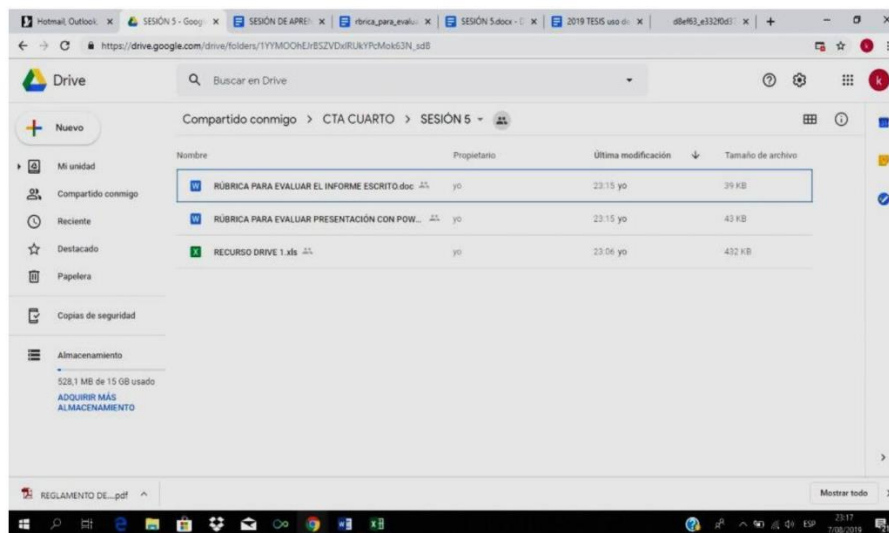 Hotmail, Outlook,
SESIÓN 5 - Goog
SESIÓN DE APRE
rbrica_para_evalu
SESIÓN 5.docx - D
2019 TESIS uso d
https://drive.google.com/drive/folders/1YYMOOhEJrBSZVDxlRUkYPcMok63N_sd8
Drive
Buscar en Drive
k
Nuevo
Compartido conmigo > CTA CUARTO > SESIÓN 5
Nombre Propietario Última modificación Tamaño de archivo
Mi unidad
RÚBRICA PARA EVALUAR EL INFORME ESCRITO.doc yo 23:15 yo 39 KB
Compartido conmigo
Reciente
RÚBRICA PARA EVALUAR PRESENTACIÓN CON POW... yo 23:15 yo 43 KB
Destacado
RECURSO DRIVE 1.xls yo 23:06 yo 432 KB
Papelera
Copias de seguridad
Almacenamiento
528,1 MB de 15 GB usado
ADQUIRIR MÁS
ALMACENAMIENTO
REGLAMENTO DE....pdf
Mostrar todo
ESP
23:17
7/08/2019